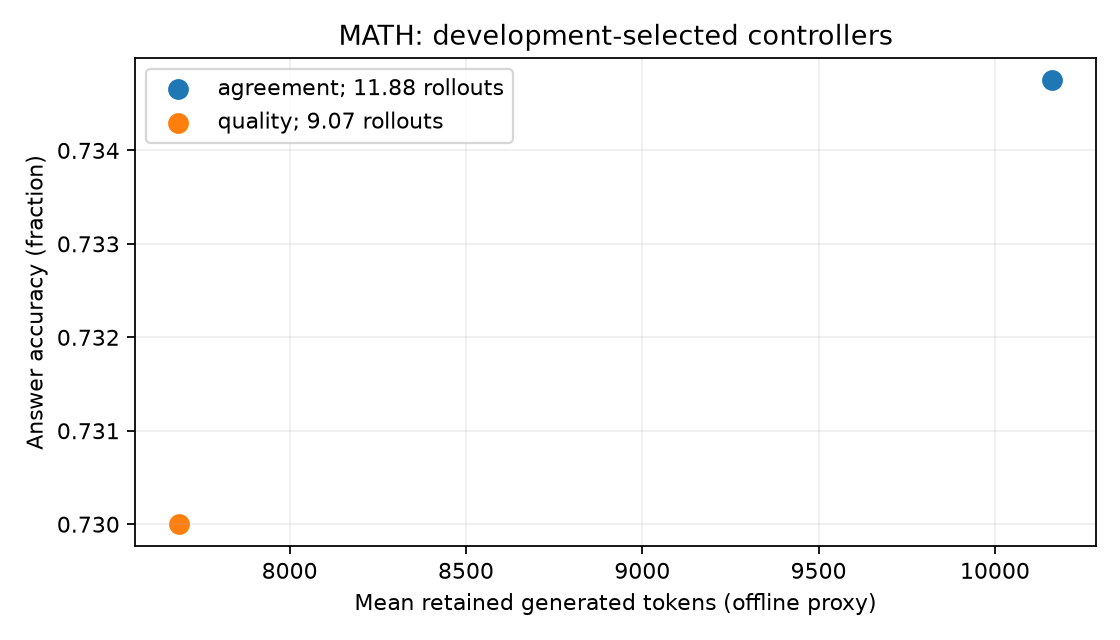 MATH: development-selected controllers
agreement; 11.88 rollouts
quality; 9.07 rollouts
Answer accuracy (fraction)
0.734
0.733
0.732
0.731
0.730
8000 8500 9000 9500 10000
Mean retained generated tokens (offline proxy)